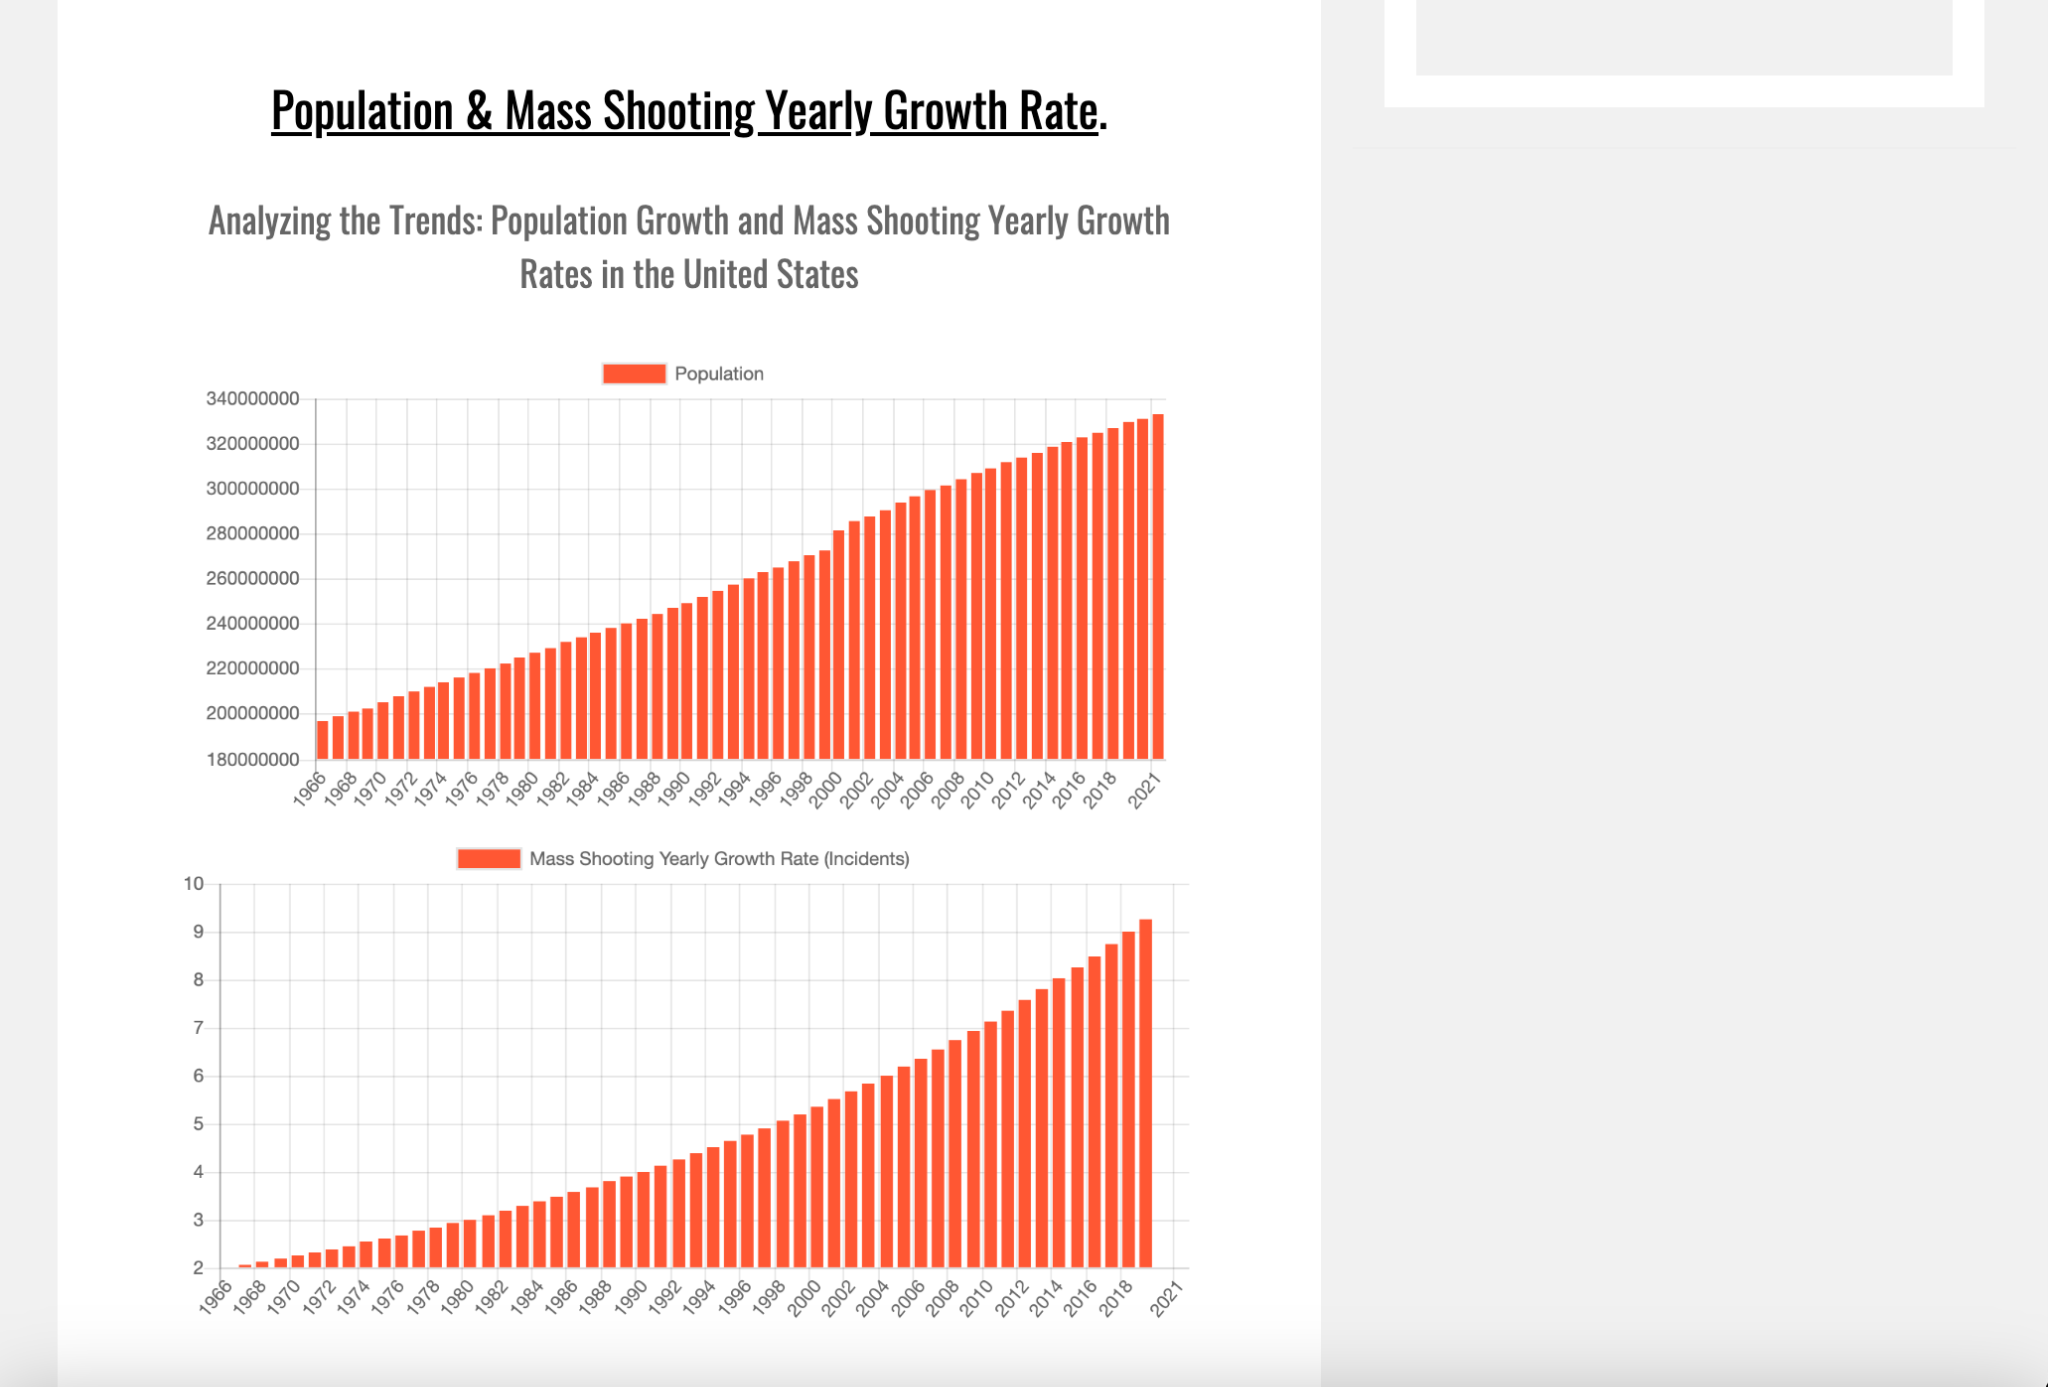 Population & Mass Shooting Yearly Growth Rate.
Analyzing the Trends: Population Growth and Mass Shooting Yearly Growth
Rates in the United States
Population
340000000
320000000
300000000
280000000
260000000
240000000
220000000
200000000
180000000
1966 1968 1970 1972 1974 1976 1978 1980 1982 1984 1986 1988 1990 1992 1994 1996 1998 2000 2002 2004 2006 2008 2010 2012 2014 2016 2018 2021
Mass Shooting Yearly Growth Rate (Incidents)
10
9
8
7
6
5
4
3
2
1966 1968 1970 1972 1974 1976 1978 1980 1982 1984 1986 1988 1990 1992 1994 1996 1998 2000 2002 2004 2006 2008 2010 2012 2014 2016 2018 2021